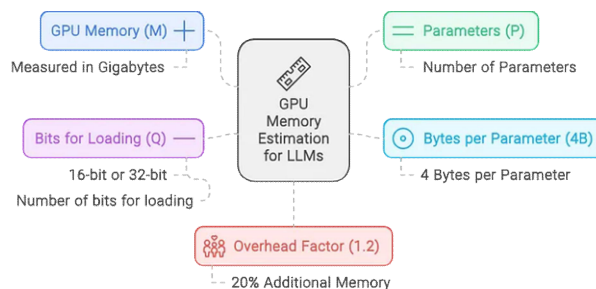 GPU Memory (M)
Measured in Gigabytes
Parameters (P)
Number of Parameters
GPU
Memory
Estimation
for LLMs
Bits for Loading (Q)
16-bit or 32-bit
Number of bits for loading
Bytes per Parameter (4B)
4 Bytes per Parameter
Overhead Factor (1.2)
20% Additional Memory